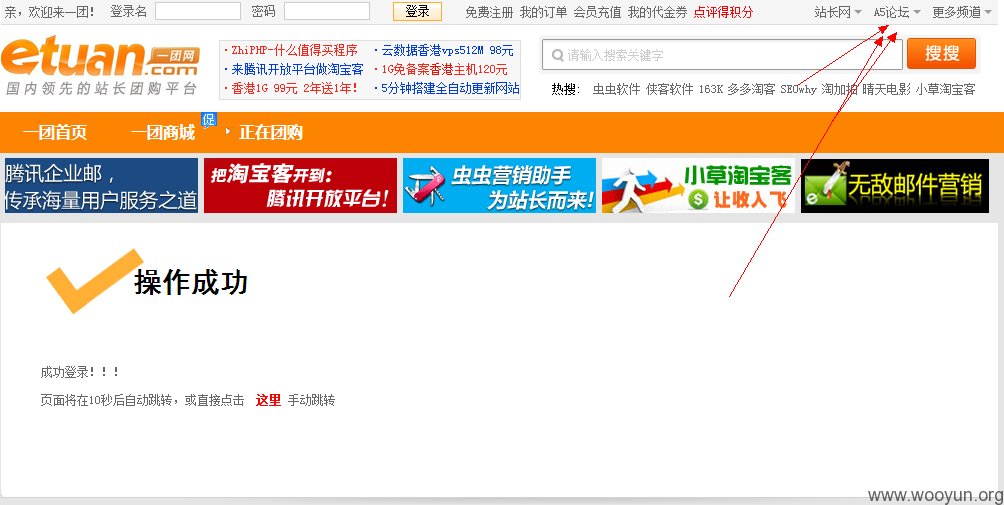 亲，欢迎来一团！ 登录名 密码 登录 免费注册 我的订单 会员充值 我的代金券 点评得积分 站长网 A5论坛 更多频道
etuan.com 一团网
国内领先的站长团购平台
·ZhiPHP-什么值得买程序 ·云数据香港vps512M 98元
·来腾讯开放平台做淘宝客 ·1G免备案香港主机120元
·香港1G 99元 2年送1年！ ·5分钟搭建全自动更新网站
请输入搜索关键字 搜搜
热搜： 虫虫软件 侠客软件 163K 多多淘客 SEOwhy 淘加拍 晴天电影 小草淘宝客
一团首页 一团商城 促 正在团购
腾讯企业邮，
传承海量用户服务之道
把淘宝客开到：
腾讯开放平台！
虫虫营销助手
为站长而来！
小草淘宝客
让收人飞
无敌邮件营销
操作成功
成功登录！！！
页面将在10秒后自动跳转，或直接点击 这里 手动跳转
www.wooyun.org